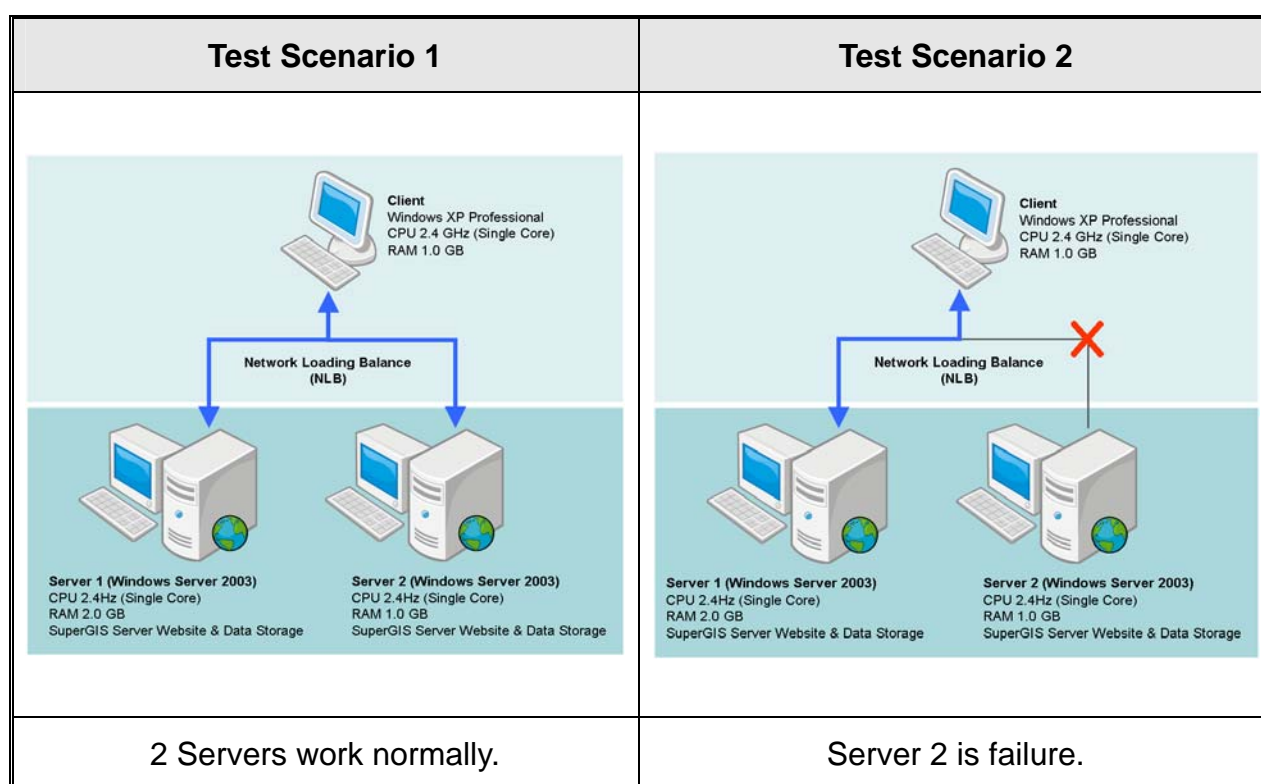 Test Scenario 1
Test Scenario 2
Client
Windows XP Professional
CPU 2.4 GHz (Single Core)
RAM 1.0 GB
Network Loading Balance
(NLB)
Server 1 (Windows Server 2003)
CPU 2.4Hz (Single Core)
RAM 2.0 GB
SuperGIS Server Website & Data Storage
Server 2 (Windows Server 2003)
CPU 2.4Hz (Single Core)
RAM 1.0 GB
SuperGIS Server Website & Data Storage
Client
Windows XP Professional
CPU 2.4 GHz (Single Core)
RAM 1.0 GB
Network Loading Balance
(NLB)
Server 1 (Windows Server 2003)
CPU 2.4Hz (Single Core)
RAM 2.0 GB
SuperGIS Server Website & Data Storage
Server 2 (Windows Server 2003)
CPU 2.4Hz (Single Core)
RAM 1.0 GB
SuperGIS Server Website & Data Storage
2 Servers work normally.
Server 2 is failure.